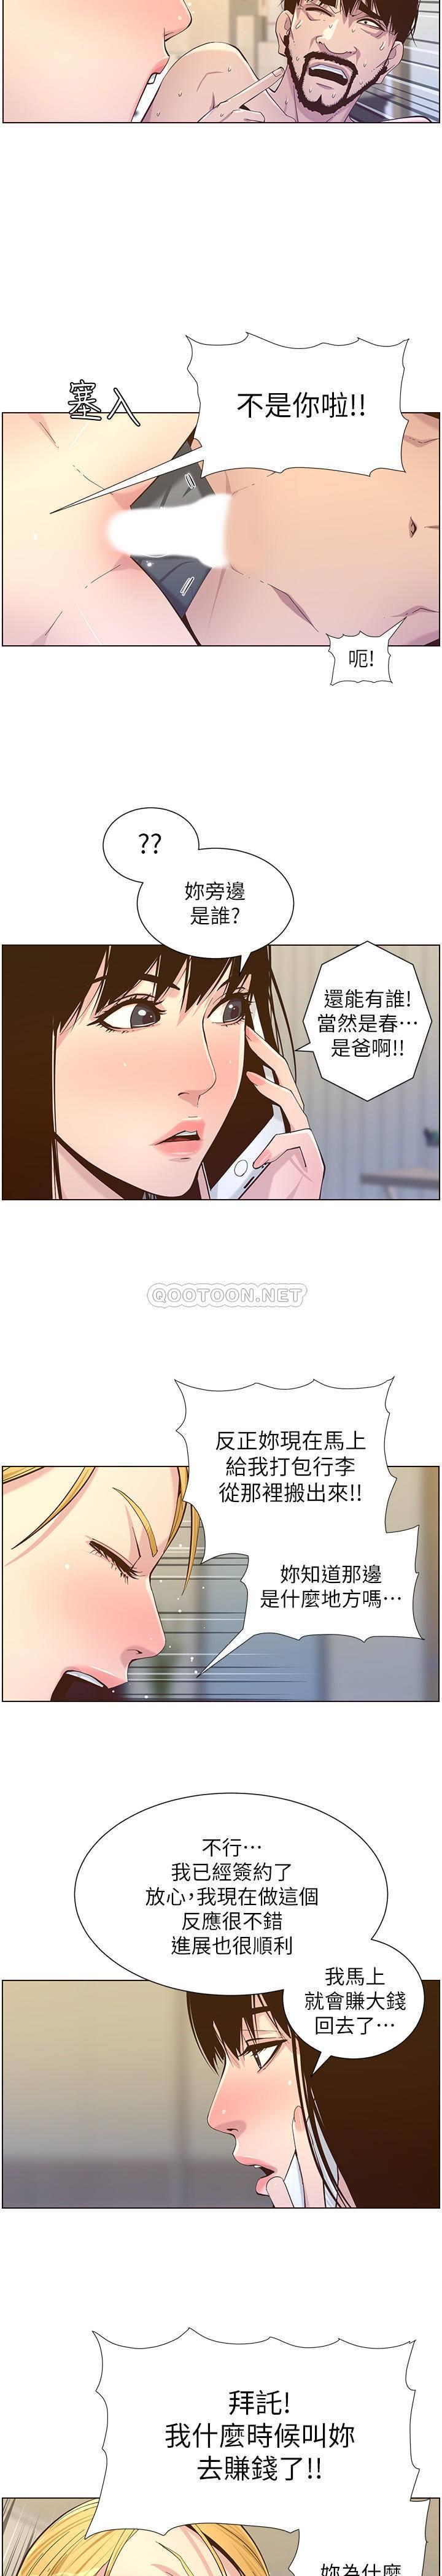 塞入
不是你啦!!
呃!
??
妳旁邊
是誰?
還能有誰!
當然是春…
是爸啊!!
QOOTOON.NET
反正妳現在馬上
給我打包行李
從那裡搬出來!!
妳知道那邊
是什麼地方嗎…
不行…
我已經簽約了
放心,我現在做這個
反應很不錯
進展也很順利
我馬上
就會賺大錢
回去了…
拜託!
我什麼時候叫妳
去賺錢了!!
妳為什麼